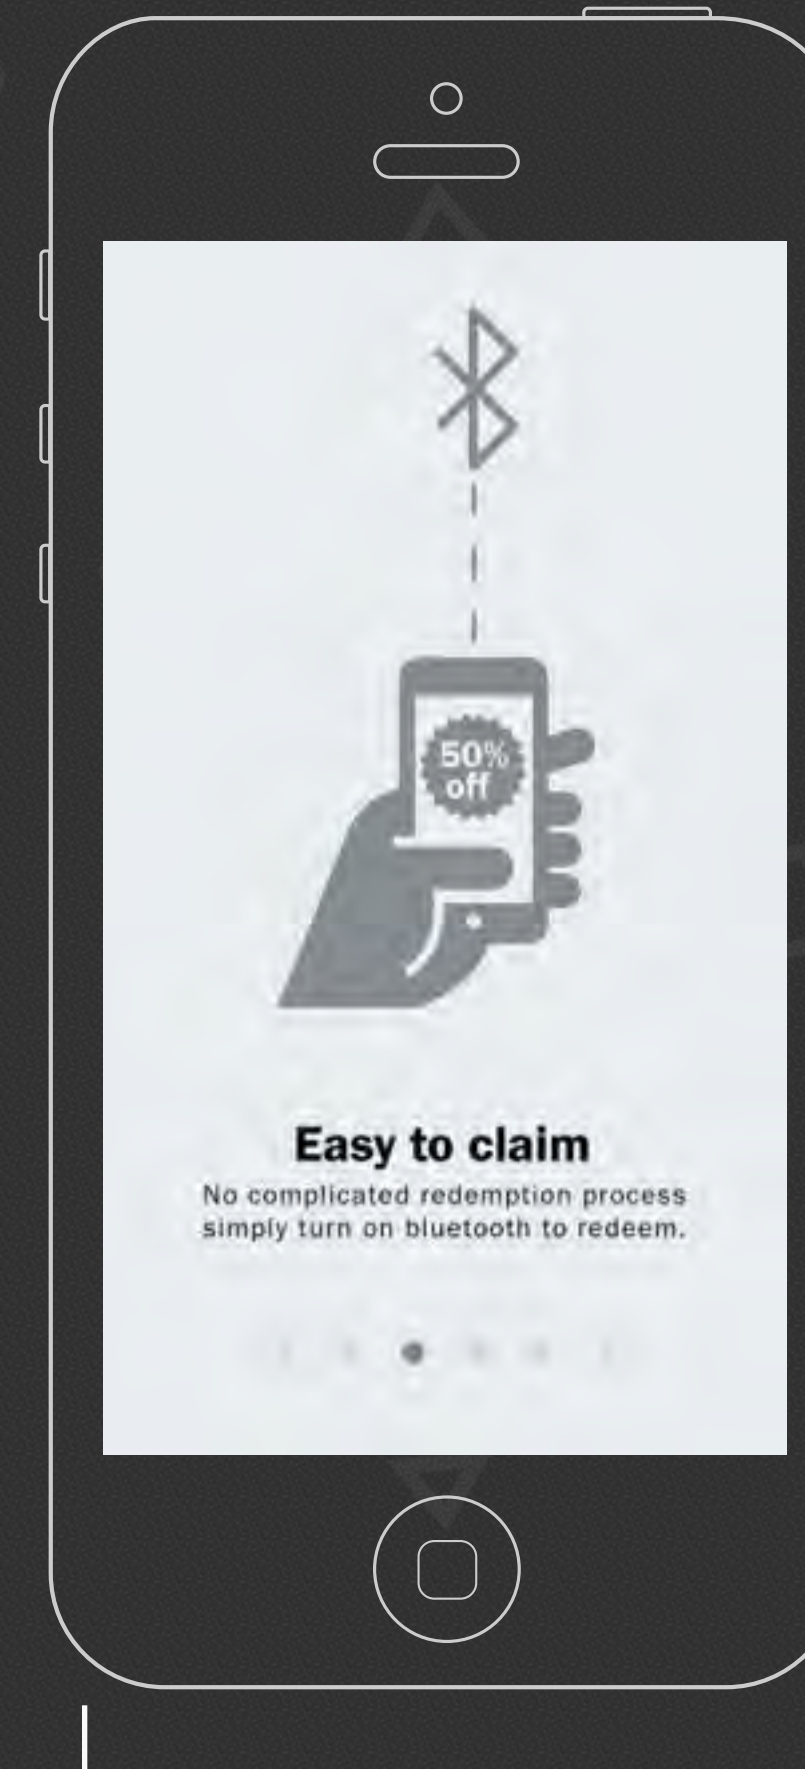 50%
off
Easy to claim
No complicated redemption process
simply turn on bluetooth to redeem.